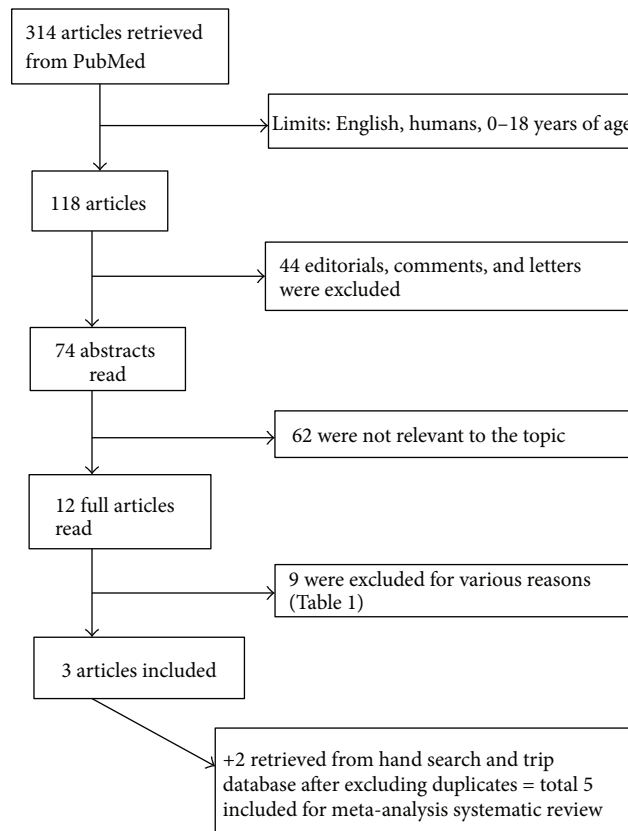 314 articles retrieved
from PubMed
Limits: English, humans, 0–18 years of age
118 articles
44 editorials, comments, and letters
were excluded
74 abstracts
read
62 were not relevant to the topic
12 full articles
read
9 were excluded for various reasons
(Table 1)
3 articles included
+2 retrieved from hand search and trip
database after excluding duplicates = total 5
included for meta-analysis systematic review